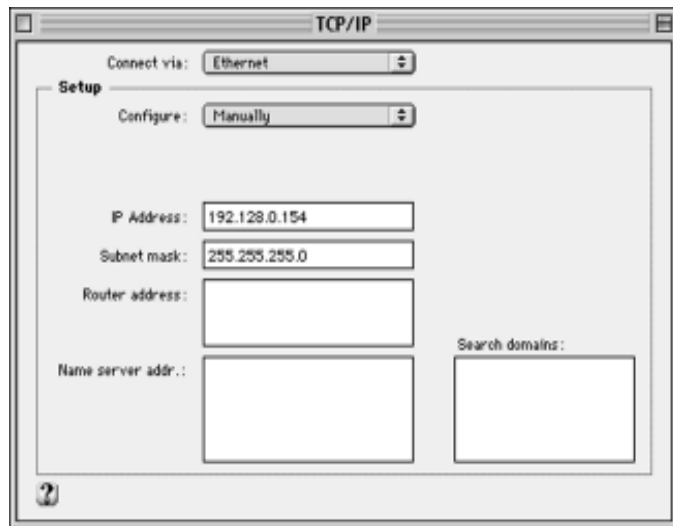 TCP/IP
Connect via: Ethernet
Setup
Configure: Manually
IP Address: 192.128.0.154
Subnet mask: 255.255.255.0
Router address:
Search domains:
Name server addr.:
?